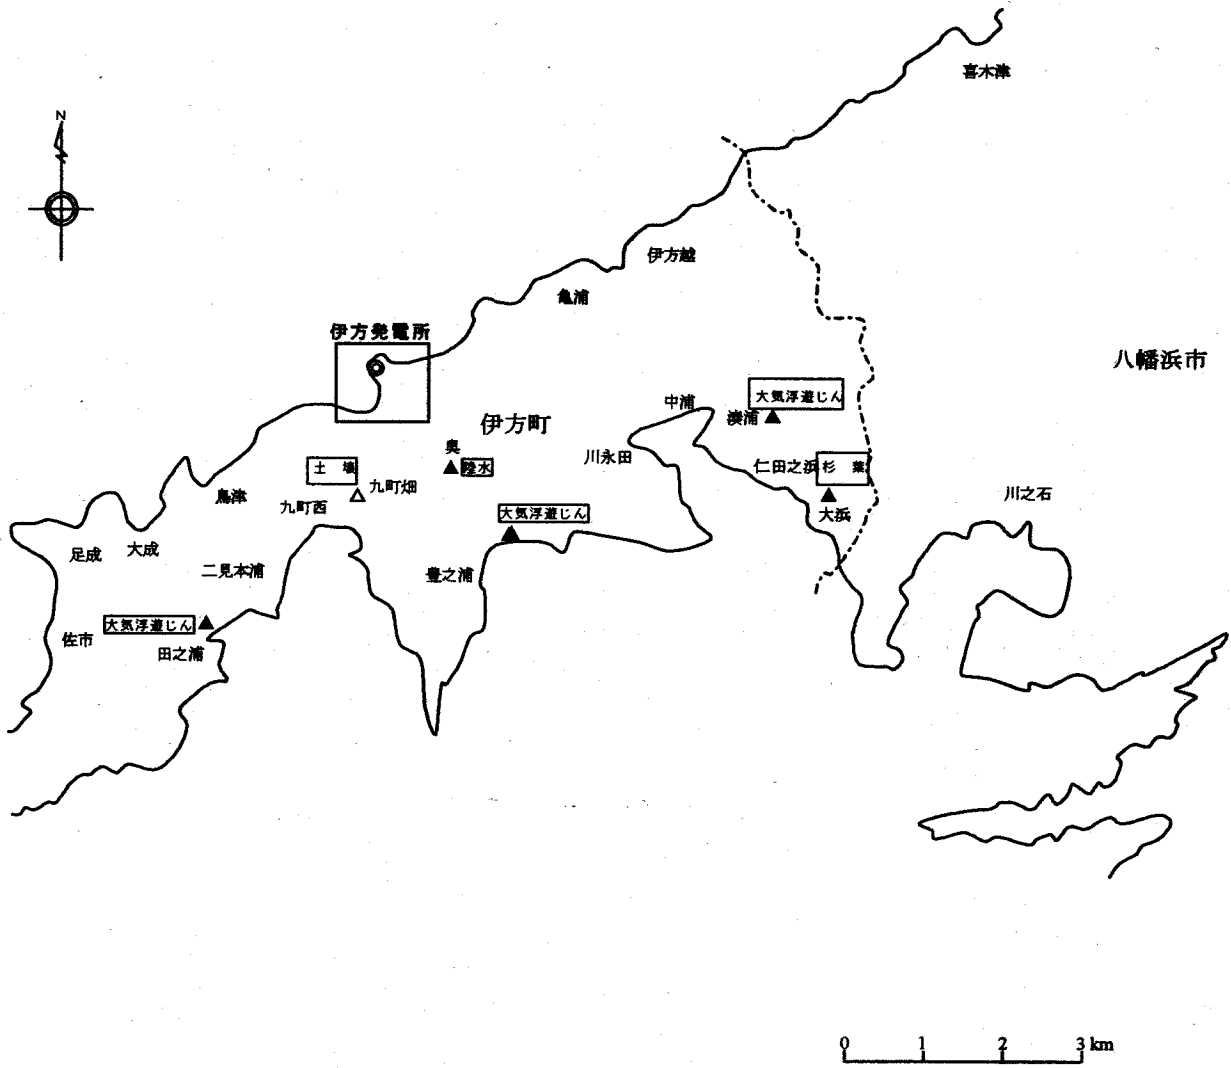 喜木津
N
伊方越
亀浦
伊方発電所
八幡浜市
大気浮遊じん
中浦
湊浦
伊方町
奥
陸水
川永田
仁田之浜
杉 葉
土 壌
九町畑
鳥津
九町西
大浜
川之石
大気浮遊じん
足成
大成
二見本浦
豊之浦
大気浮遊じん
佐市
田之浦
0 1 2 3 km